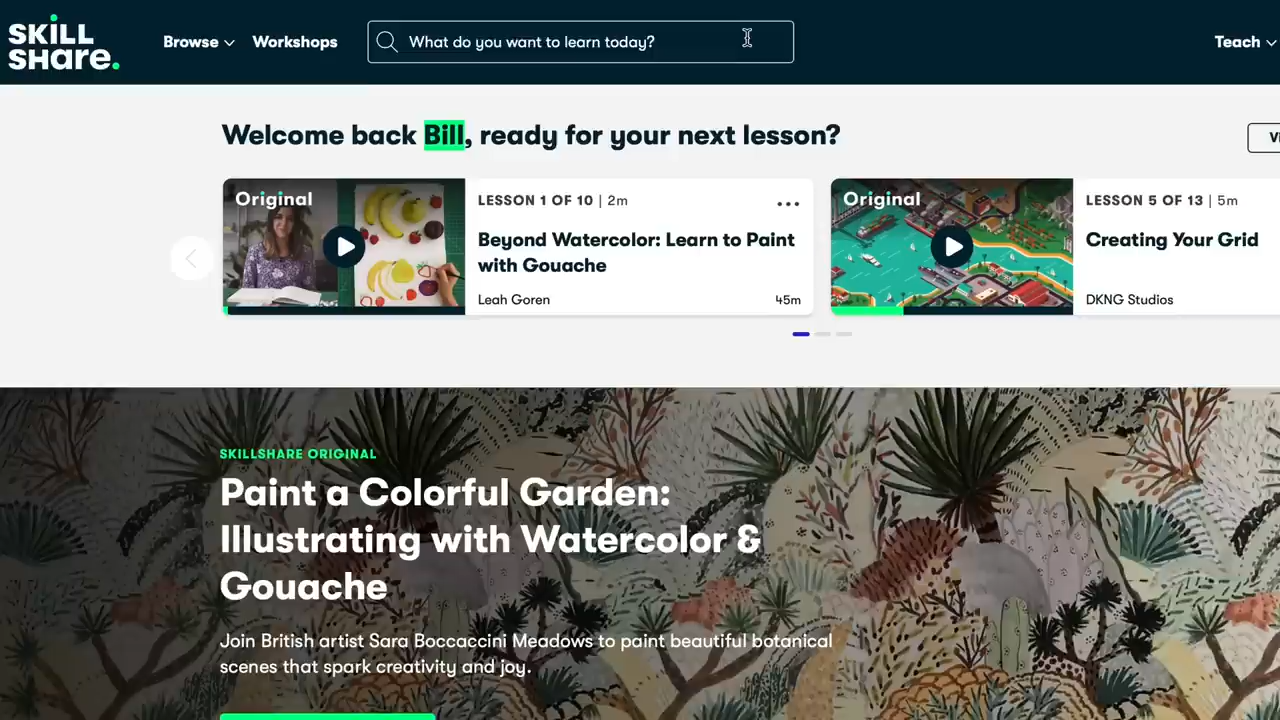 SKILL
SHARE.
Browse
Workshops
What do you want to learn today?
Teach
Welcome back Bill, ready for your next lesson?
Original
LESSON 1 OF 10 | 2m
Beyond Watercolor: Learn to Paint
with Gouache
Leah Goren
45m
Original
LESSON 5 OF 13 | 5m
Creating Your Grid
DKNG Studios
SKILLSHARE ORIGINAL
Paint a Colorful Garden:
Illustrating with Watercolor &
Gouache
Join British artist Sara Boccaccini Meadows to paint beautiful botanical
scenes that spark creativity and joy.